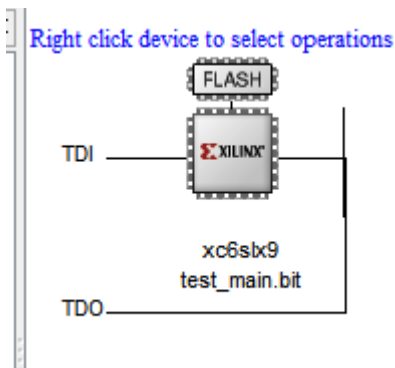 Right click device to select operations
FLASH
TDI
XILINX
xc6slx9
test_main.bit
TDO